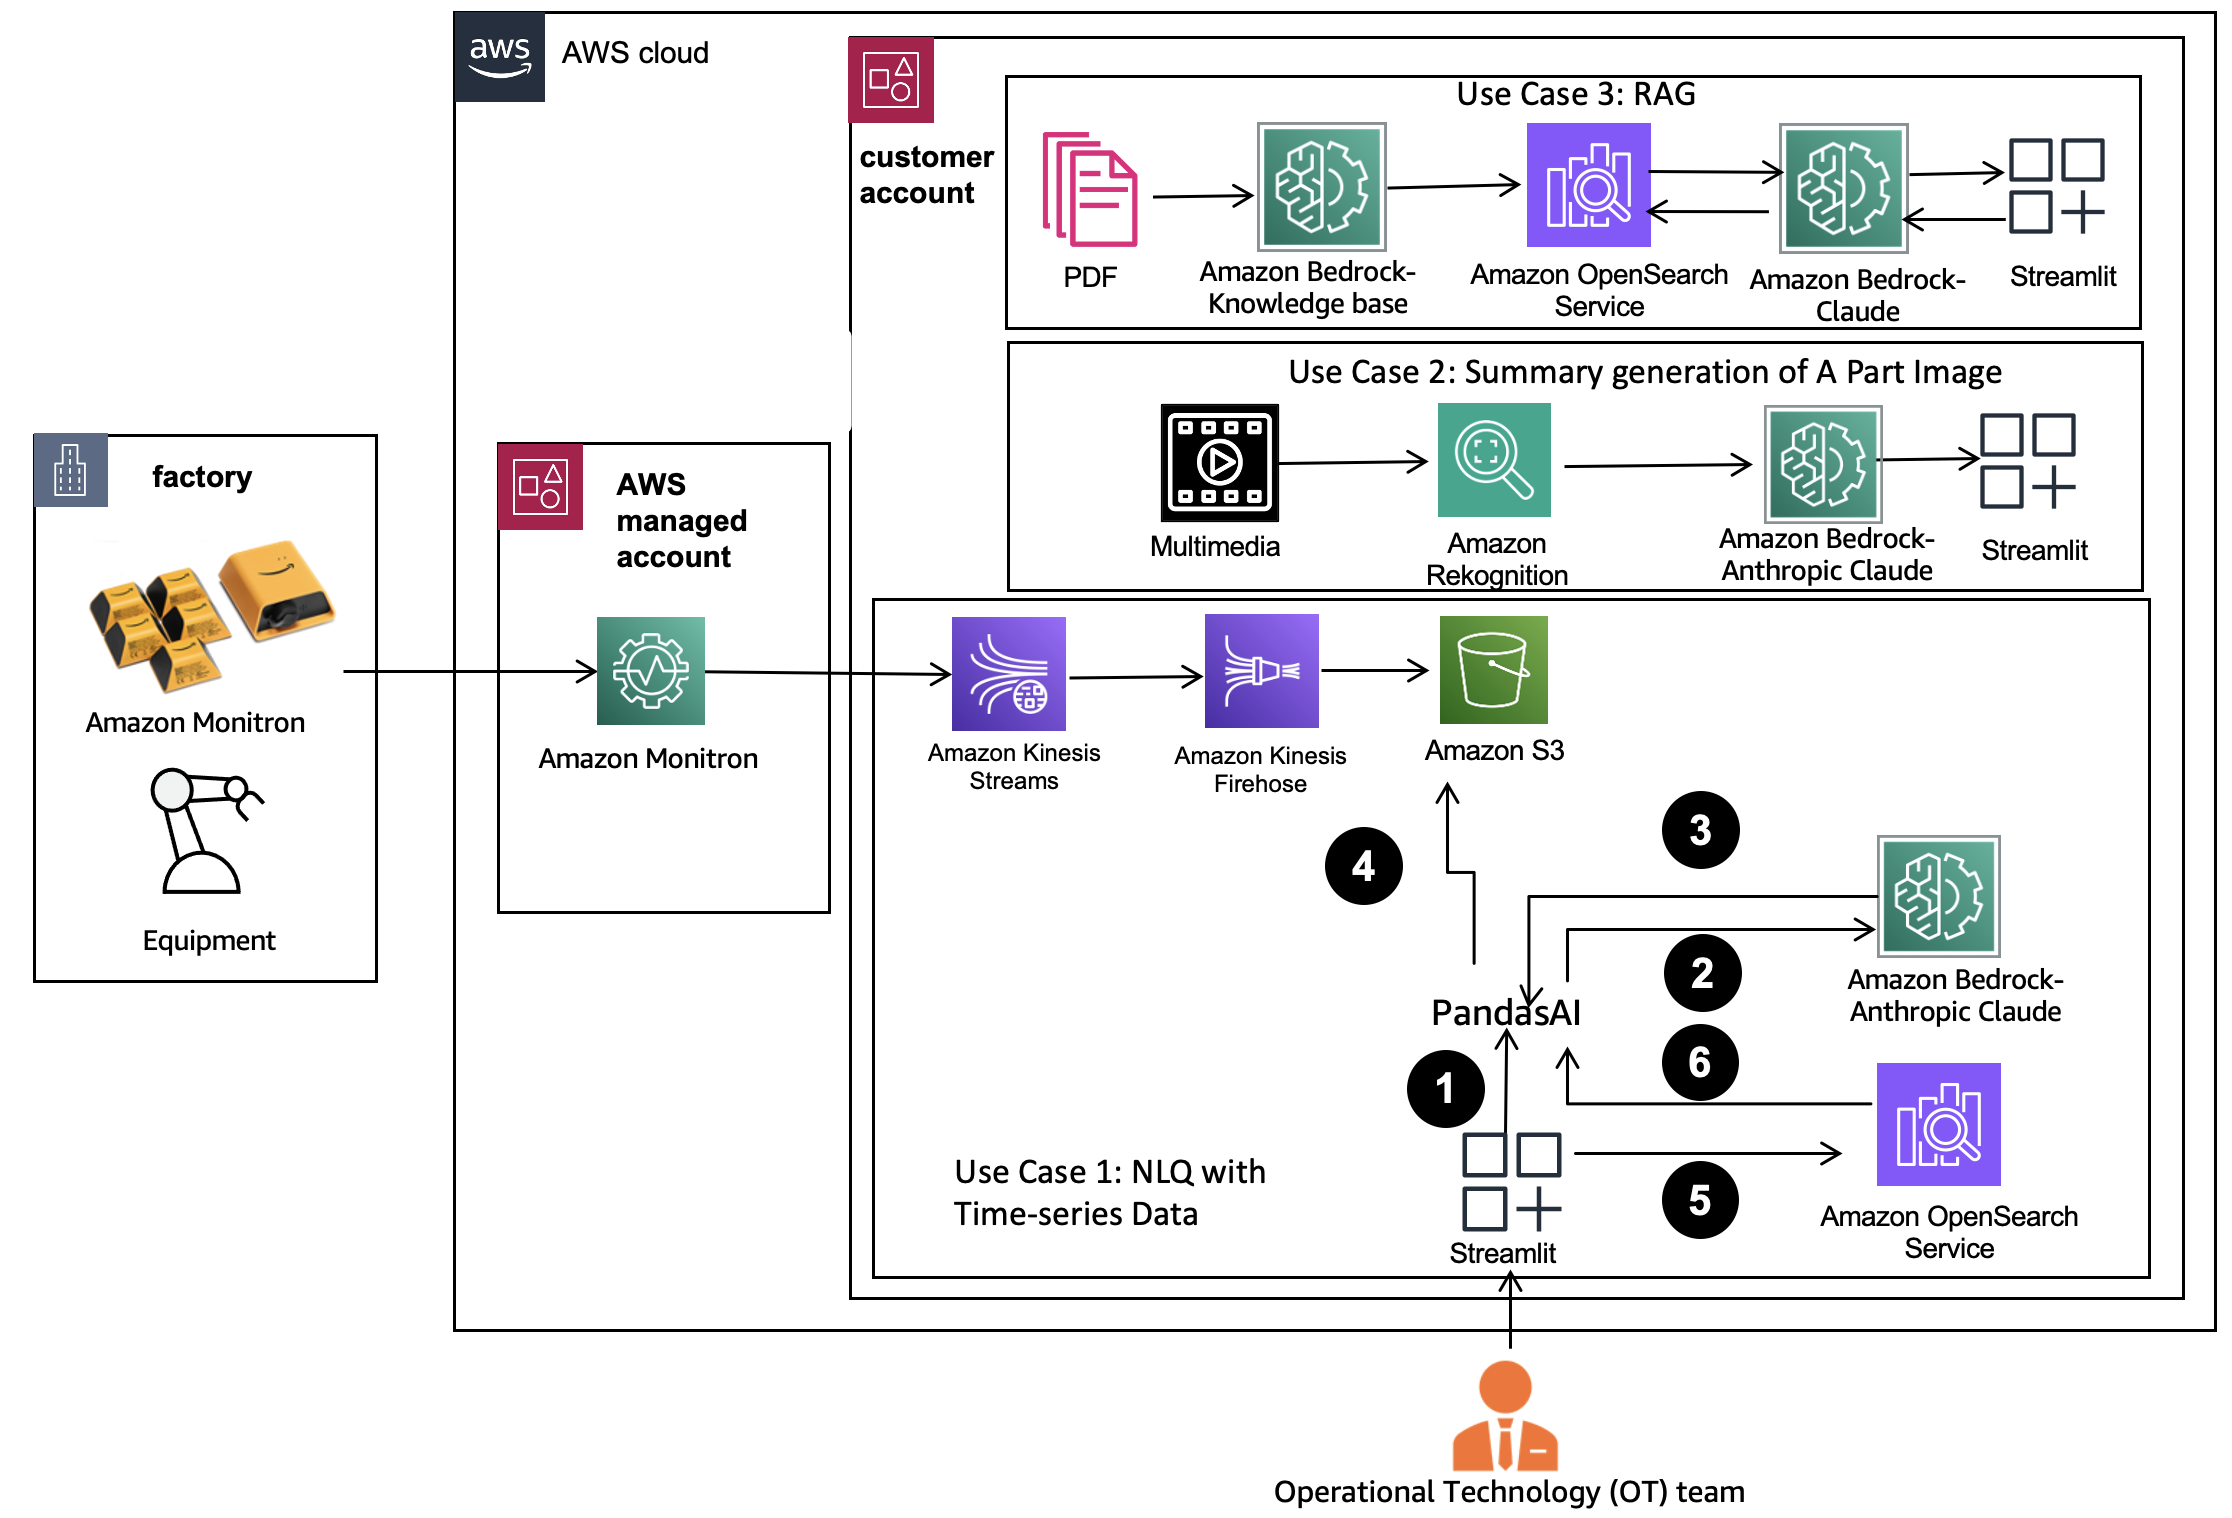 aws
AWS cloud
customer
account
Use Case 3: RAG
PDF
Amazon Bedrock-
Knowledge base
Amazon OpenSearch
Service
Amazon Bedrock-
Claude
Streamlit
Use Case 2: Summary generation of A Part Image
Multimedia
Amazon
Rekognition
Amazon Bedrock-
Anthropic Claude
Streamlit
factory
Amazon Monitron
Equipment
AWS
managed
account
Amazon Monitron
Amazon Kinesis
Streams
Amazon Kinesis
Firehose
Amazon S3
3
4
2
Amazon Bedrock-
Anthropic Claude
PandasAI
6
1
5
Use Case 1: NLQ with
Time-series Data
Streamlit
Amazon OpenSearch
Service
Operational Technology (OT) team